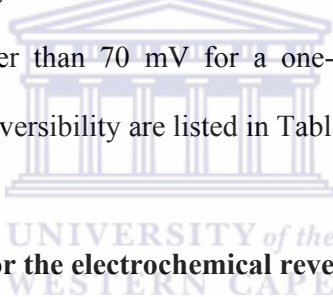 er than 70 mV for a one-
versibility are listed in Tabl
UNIVERSITY of the
or the electrochemical reve
WESTERN CAPE